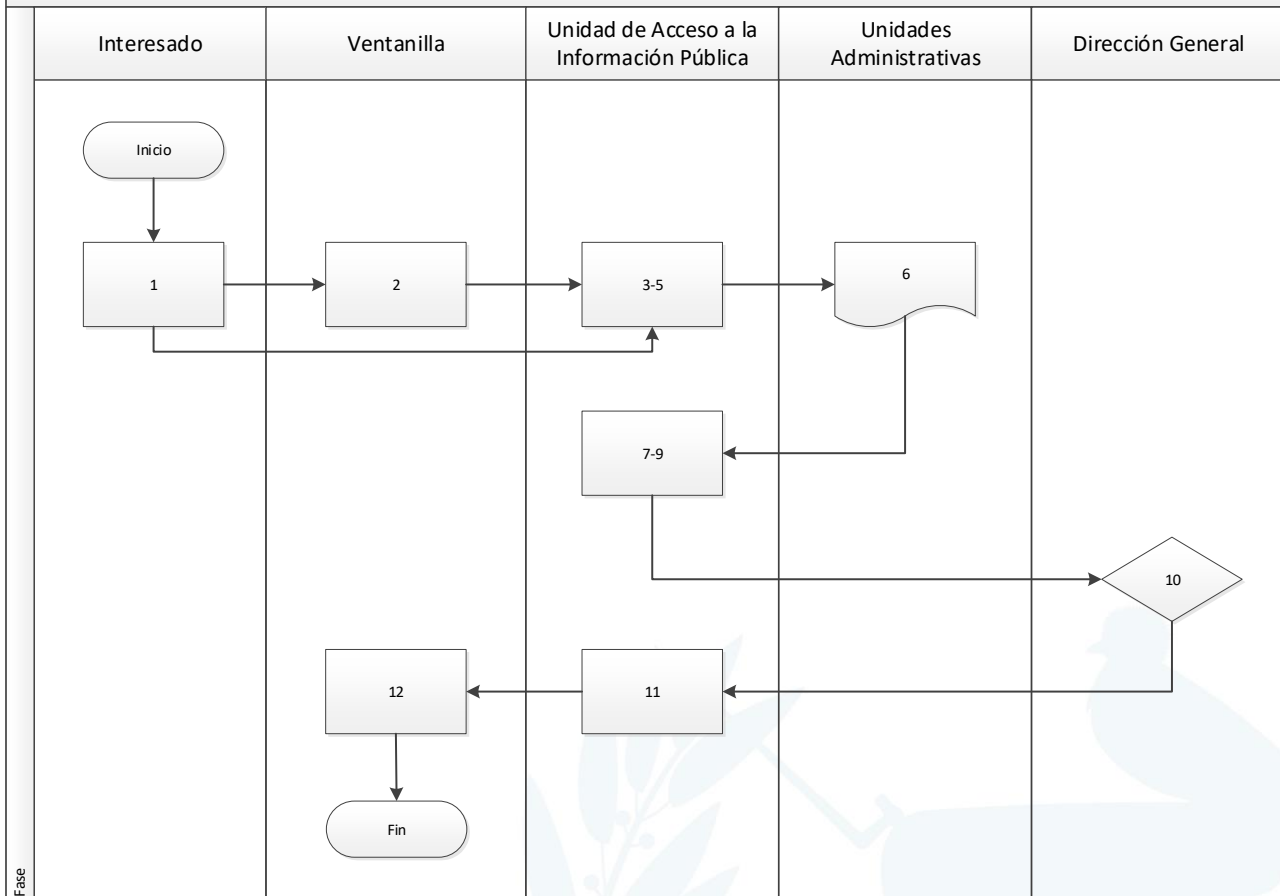 Interesado
Ventanilla
Unidad de Acceso a la
Información Pública
Unidades
Administrativas
Dirección General
Inicio
1
2
3-5
6
7-9
10
12
11
Fin
Fase